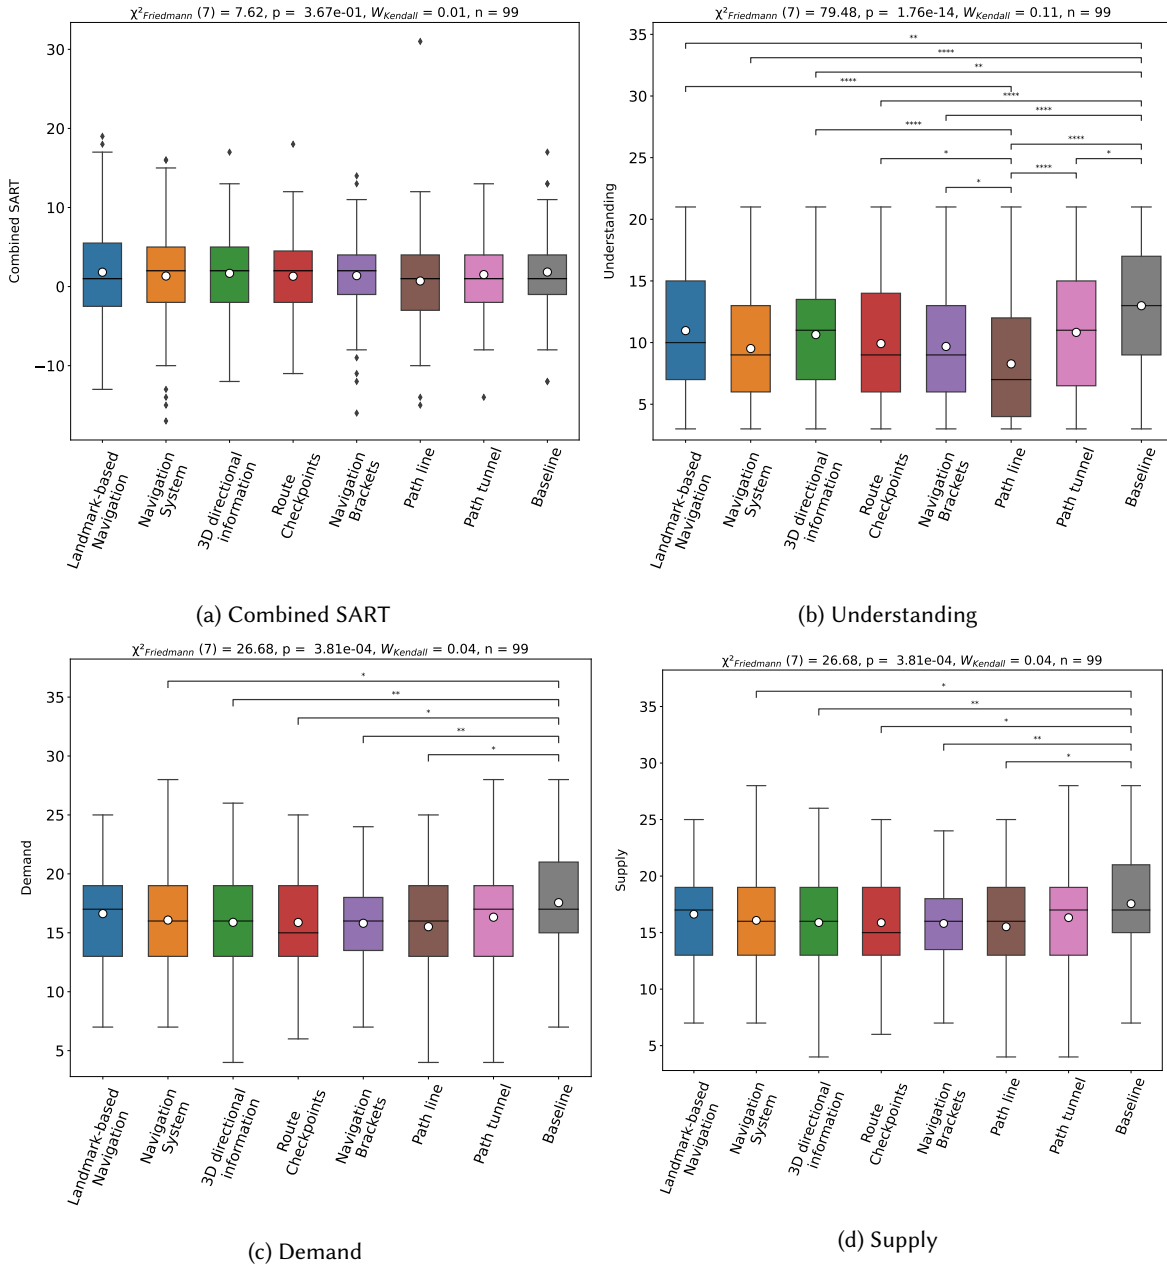 χ²Friedmann (7) = 7.62, p = 3.67e-01, WKendall = 0.01, n = 99
Combined SART
30
20
10
0
−10
Landmark-based
Navigation
Navigation
System
3D directional
information
Route
Checkpoints
Navigation
Brackets
Path line
Path tunnel
Baseline
(a) Combined SART
χ²Friedmann (7) = 79.48, p = 1.76e-14, WKendall = 0.11, n = 99
Understanding
35
30
25
20
15
10
5
**
****
**
****
****
****
****
****
*
*
****
*
Landmark-based
Navigation
Navigation
System
3D directional
information
Route
Checkpoints
Navigation
Brackets
Path line
Path tunnel
Baseline
(b) Understanding
χ²Friedmann (7) = 26.68, p = 3.81e-04, WKendall = 0.04, n = 99
Demand
35
30
25
20
15
10
5
*
**
*
**
*
Landmark-based
Navigation
Navigation
System
3D directional
information
Route
Checkpoints
Navigation
Brackets
Path line
Path tunnel
Baseline
(c) Demand
χ²Friedmann (7) = 26.68, p = 3.81e-04, WKendall = 0.04, n = 99
Supply
35
30
25
20
15
10
5
*
**
*
**
*
Landmark-based
Navigation
Navigation
System
3D directional
information
Route
Checkpoints
Navigation
Brackets
Path line
Path tunnel
Baseline
(d) Supply